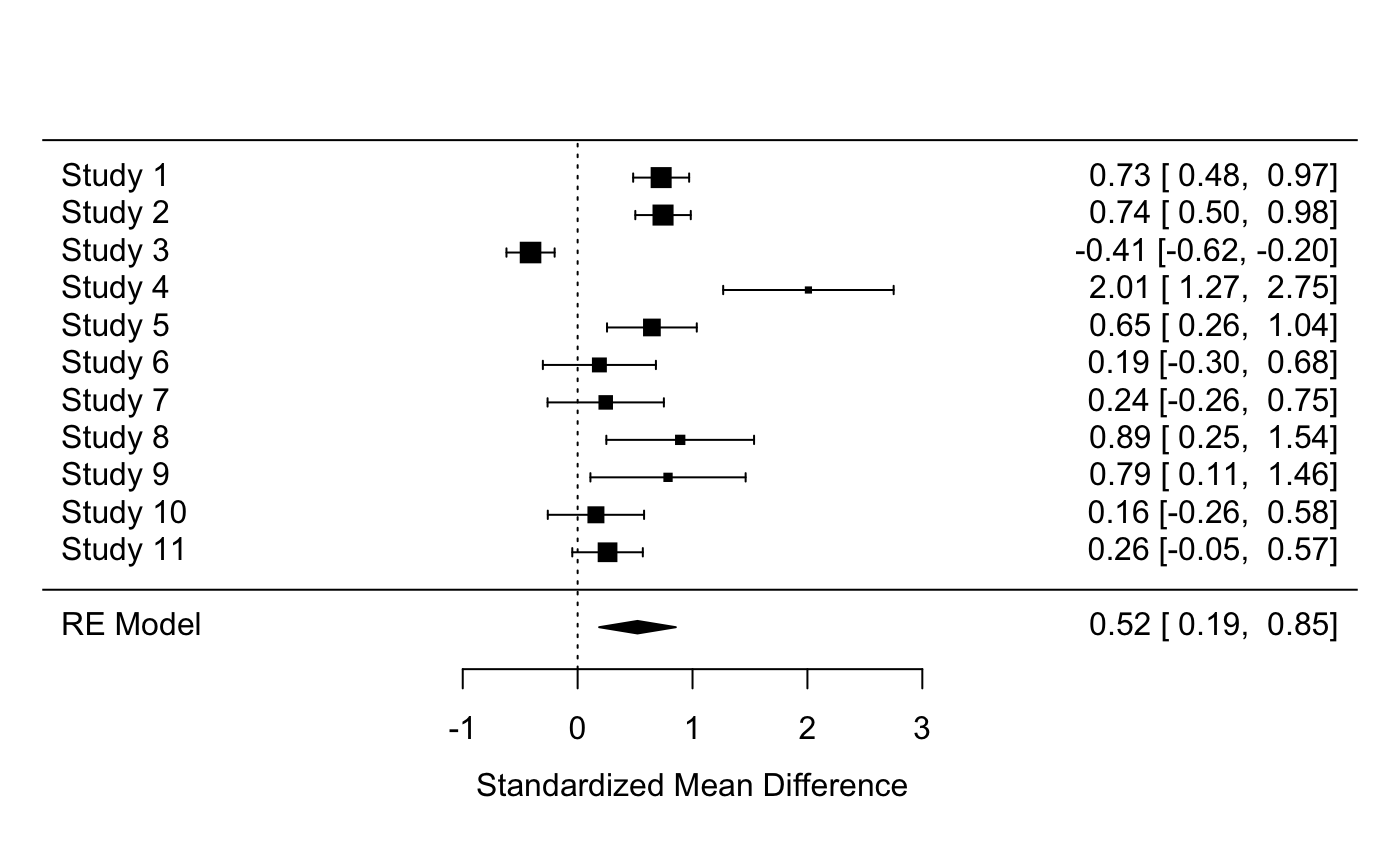 Study 1 0.73 [ 0.48, 0.97]
Study 2 0.74 [ 0.50, 0.98]
Study 3 -0.41 [-0.62, -0.20]
Study 4 2.01 [ 1.27, 2.75]
Study 5 0.65 [ 0.26, 1.04]
Study 6 0.19 [-0.30, 0.68]
Study 7 0.24 [-0.26, 0.75]
Study 8 0.89 [ 0.25, 1.54]
Study 9 0.79 [ 0.11, 1.46]
Study 10 0.16 [-0.26, 0.58]
Study 11 0.26 [-0.05, 0.57]
RE Model 0.52 [ 0.19, 0.85]
-1 0 1 2 3
Standardized Mean Difference